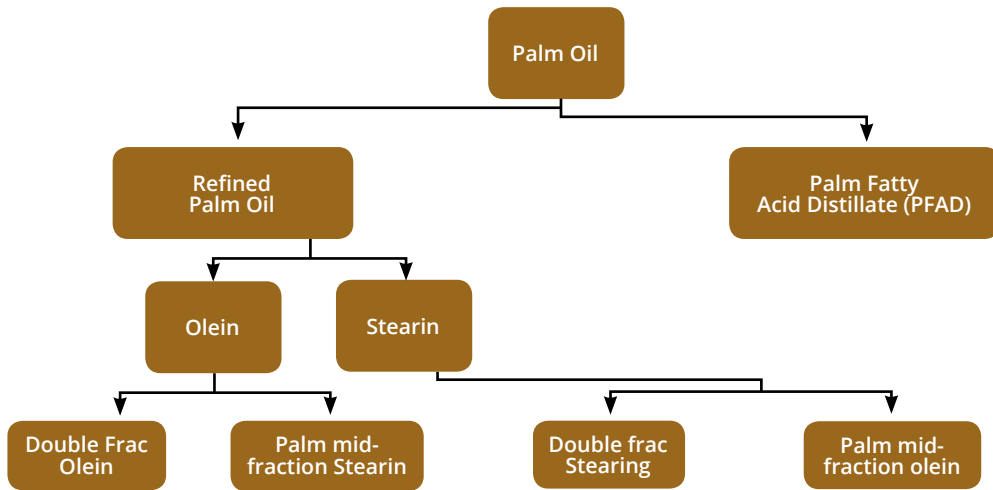 Palm Oil
Refined
Palm Oil
Palm Fatty
Acid Distillate (PFAD)
Olein
Stearin
Double Frac
Olein
Palm mid-
fraction Stearin
Double frac
Stearing
Palm mid-
fraction olein